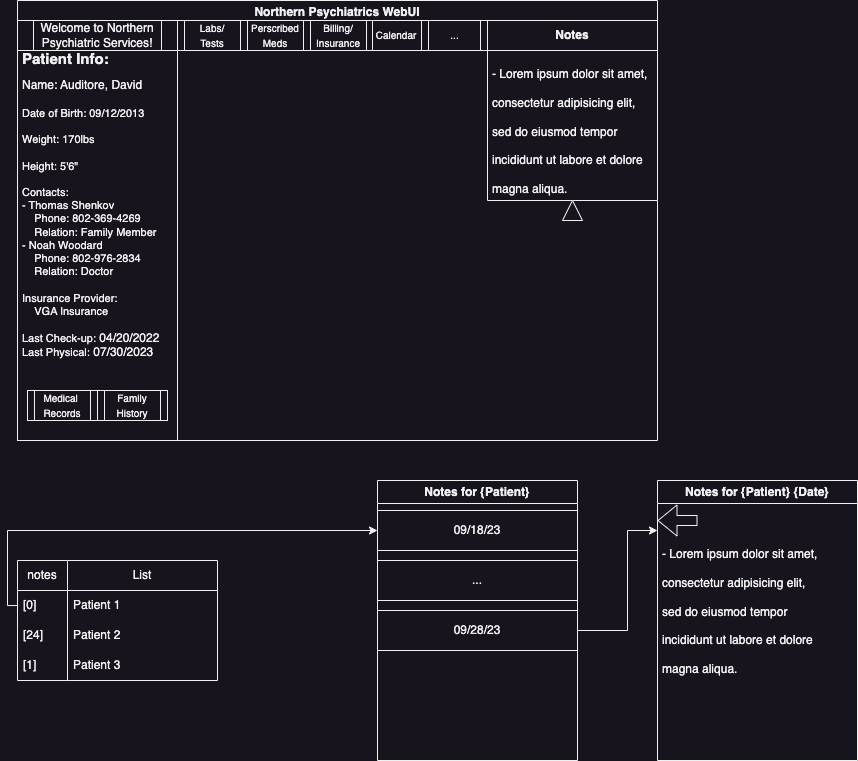 Northern Psychiatrics WebUI
Welcome to Northern
Psychiatric Services!
Labs/
Tests
Perscribed
Meds
Billing/
Insurance
Calendar
...
Notes
Patient Info:
Name: Auditore, David
Date of Birth: 09/12/2013
Weight: 170lbs
Height: 5'6"
Contacts:
- Thomas Shenkov
Phone: 802-369-4269
Relation: Family Member
- Noah Woodard
Phone: 802-976-2834
Relation: Doctor
Insurance Provider:
VGA Insurance
Last Check-up: 04/20/2022
Last Physical: 07/30/2023
Medical
Records
Family
History
- Lorem ipsum dolor sit amet,
consectetur adipisicing elit,
sed do eiusmod tempor
incididunt ut labore et dolore
magna aliqua.
notes List
[0] Patient 1
[24] Patient 2
[1] Patient 3
Notes for {Patient}
09/18/23
...
09/28/23
Notes for {Patient} {Date}
- Lorem ipsum dolor sit amet,
consectetur adipisicing elit,
sed do eiusmod tempor
incididunt ut labore et dolore
magna aliqua.